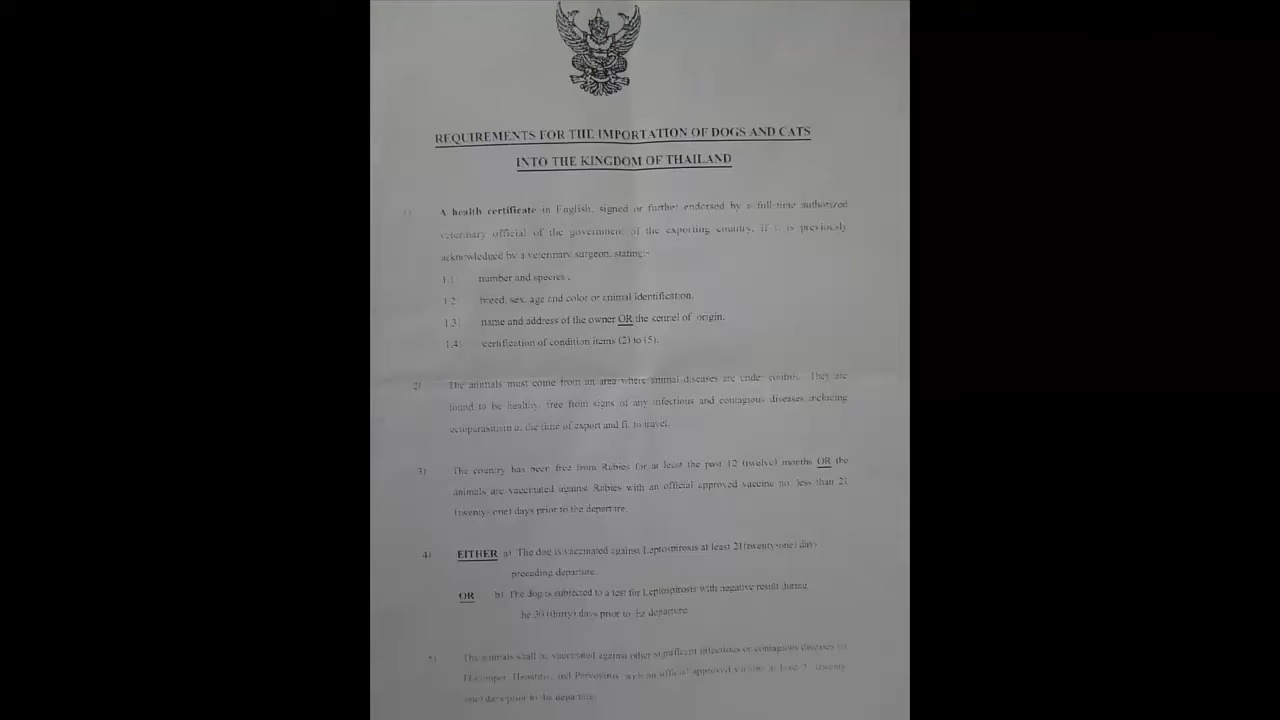 REQUIREMENTS FOR THE IMPORTATION OF DOGS AND CATS
INTO THE KINGDOM OF THAILAND
1) A health certificate in English, signed or further endorsed by a full-time authorized
veterinary official of the government of the exporting country, if it is previously
acknowledged by a veterinary surgeon, stating:-
1.1 number and species,
1.2 breed, sex, age and color or animal identification,
1.3 name and address of the owner OR the kennel of origin,
1.4 certification of condition items (2) to (5).
2) The animals must come from an area where animal diseases are under control. They are
found to be healthy, free from signs of any infectious and contagious diseases including
ectoparasitism at the time of export and fit to travel.
3) The country has been free from Rabies for at least the past 12 (twelve) months OR the
animals are vaccinated against Rabies with an official approved vaccine not less than 21
(twenty-one) days prior to the departure.
4) EITHER a) The dog is vaccinated against Leptospirosis at least 21(twenty-one) days
preceding departure.
OR b) The dog is subjected to a test for Leptospirosis with negative result during
the 30 (thirty) days prior to the departure
5) The animals shall be vaccinated against other significant infectious or contagious diseases
Distemper, Hepatitis, and Parvovirus with an official approved vaccine at least 21 (twenty
one) days prior to the departure.